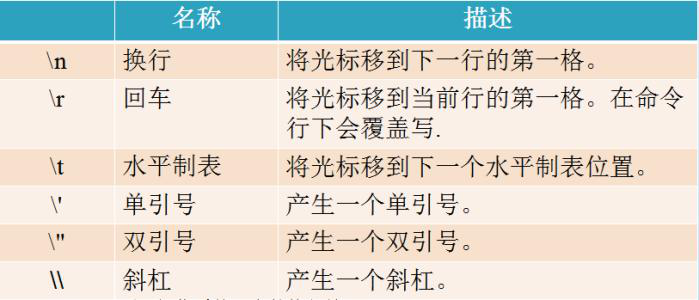 名称 描述
\n 换行 将光标移到下一行的第一格。
\r 回车 将光标移到当前行的第一格。在命令
行下会覆盖写.
\t 水平制表 将光标移到下一个水平制表位置。
\' 单引号 产生一个单引号。
\" 双引号 产生一个双引号。
\\ 斜杠 产生一个斜杠。